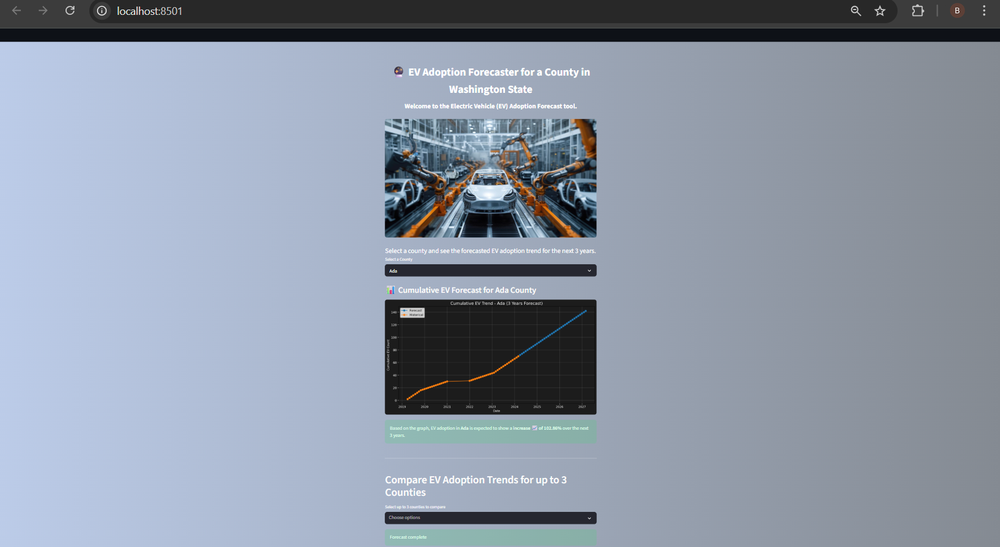 localhost:8501
B
EV Adoption Forecaster for a County in
Washington State
Welcome to the Electric Vehicle (EV) Adoption Forecast tool.
Select a county and see the forecasted EV adoption trend for the next 3 years.
Select a County
Ada
Cumulative EV Forecast for Ada County
Cumulative EV Trend - Ada (3 Years Forecast)
Forecast
Historical
140
120
100
80
60
40
20
0
Cumulative EV Count
2019 2020 2021 2022 2023 2024 2025 2026 2027
Date
Based on the graph, EV adoption in Ada is expected to show a increase 📈 of 102.86% over the next
3 years.
Compare EV Adoption Trends for up to 3
Counties
Select up to 3 counties to compare
Choose options
Forecast complete